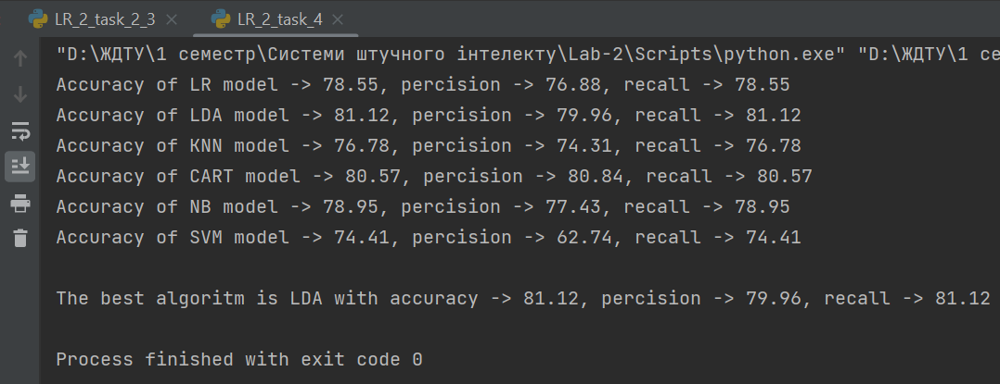 LR_2_task_2_3
LR_2_task_4
"D:\ЖДТУ\1 семестр\Системи штучного інтелекту\Lab-2\Scripts\python.exe" "D:\ЖДТУ\1 се
Accuracy of LR model -> 78.55, percision -> 76.88, recall -> 78.55
Accuracy of LDA model -> 81.12, percision -> 79.96, recall -> 81.12
Accuracy of KNN model -> 76.78, percision -> 74.31, recall -> 76.78
Accuracy of CART model -> 80.57, percision -> 80.84, recall -> 80.57
Accuracy of NB model -> 78.95, percision -> 77.43, recall -> 78.95
Accuracy of SVM model -> 74.41, percision -> 62.74, recall -> 74.41
The best algoritm is LDA with accuracy -> 81.12, percision -> 79.96, recall -> 81.12
Process finished with exit code 0